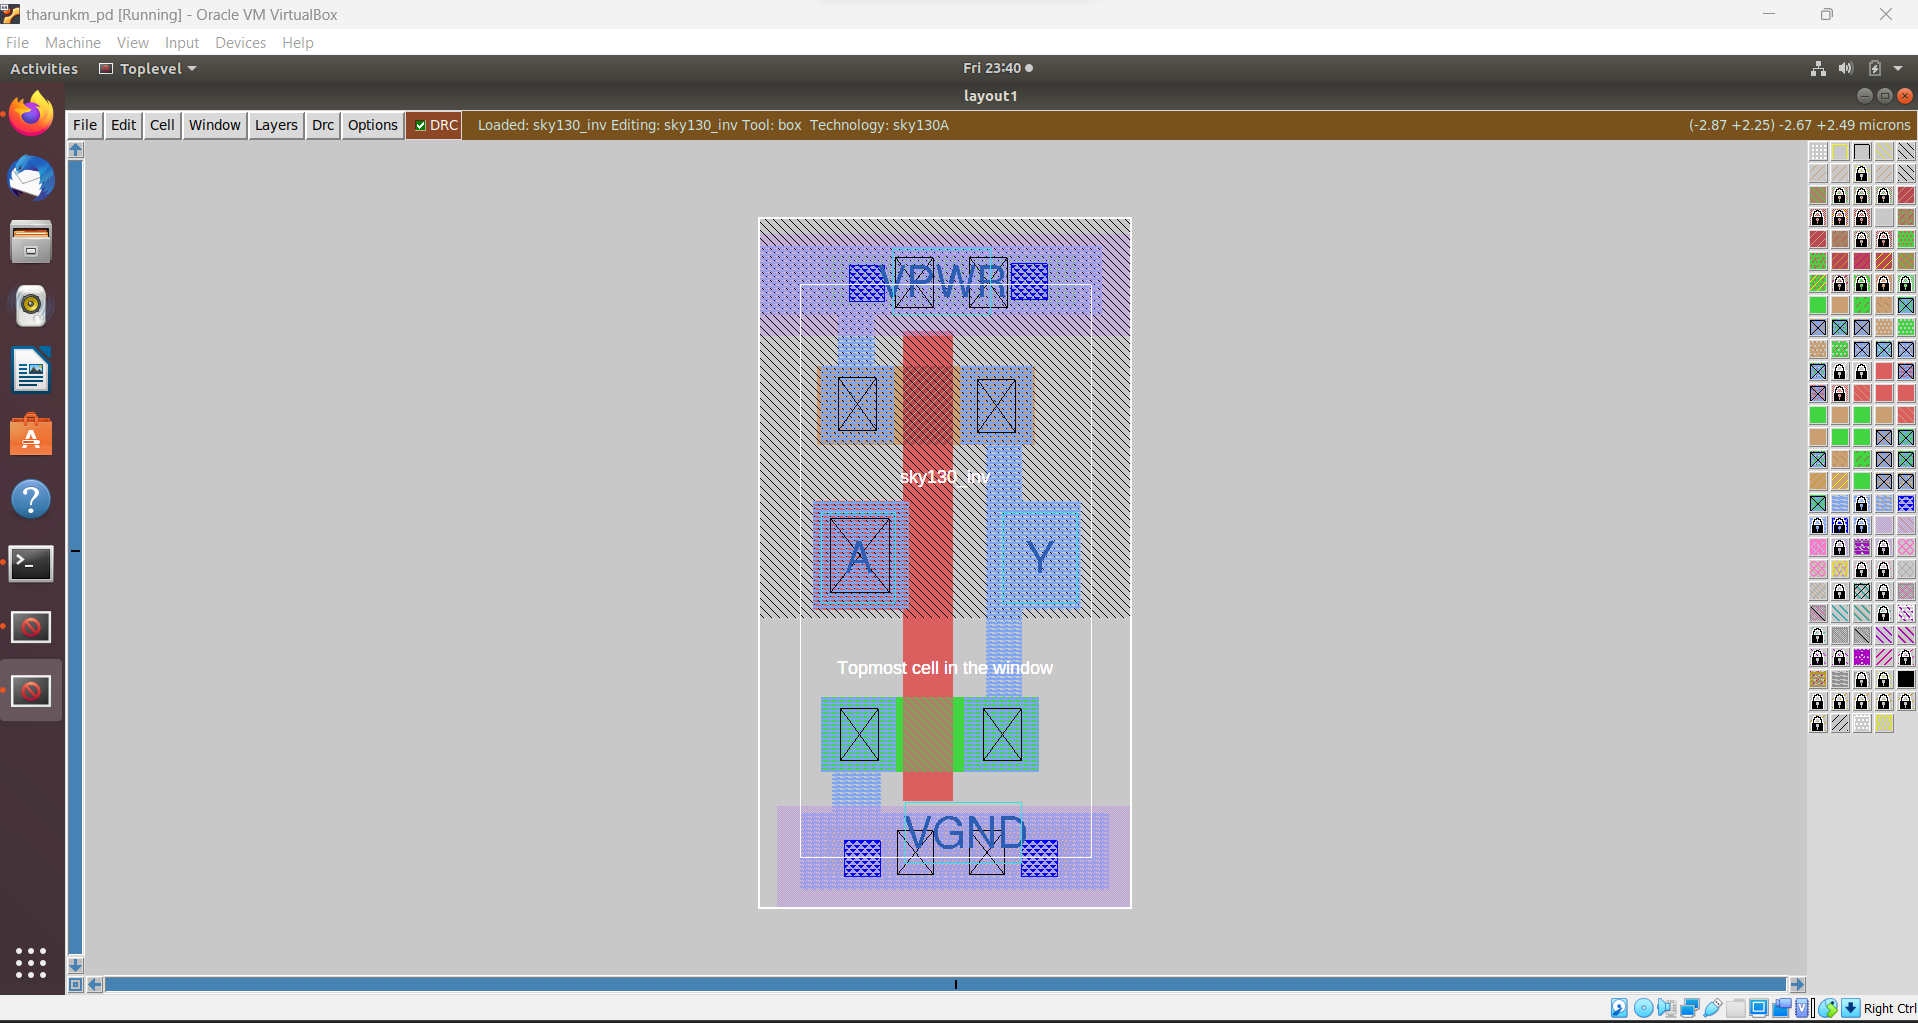 tharunkm_pd [Running] - Oracle VM VirtualBox
File Machine View Input Devices Help
Activities Toplevel Fri 23:40
layout1
File Edit Cell Window Layers Drc Options DRC Loaded: sky130_inv Editing: sky130_inv Tool: box Technology: sky130A (-2.87 +2.25) -2.67 +2.49 microns
VPWR
sky130_inv
A Y
Topmost cell in the window
VGND
Right Ctrl